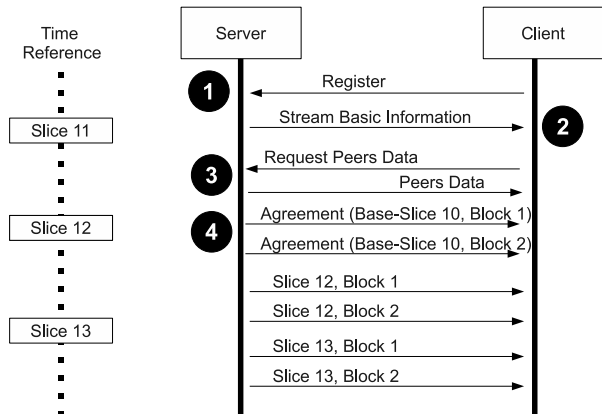 Time
Reference
Server
Client
Register
1
Stream Basic Information
2
Slice 11
Request Peers Data
3
Peers Data
Agreement (Base-Slice 10, Block 1)
Slice 12
4
Agreement (Base-Slice 10, Block 2)
Slice 12, Block 1
Slice 12, Block 2
Slice 13
Slice 13, Block 1
Slice 13, Block 2